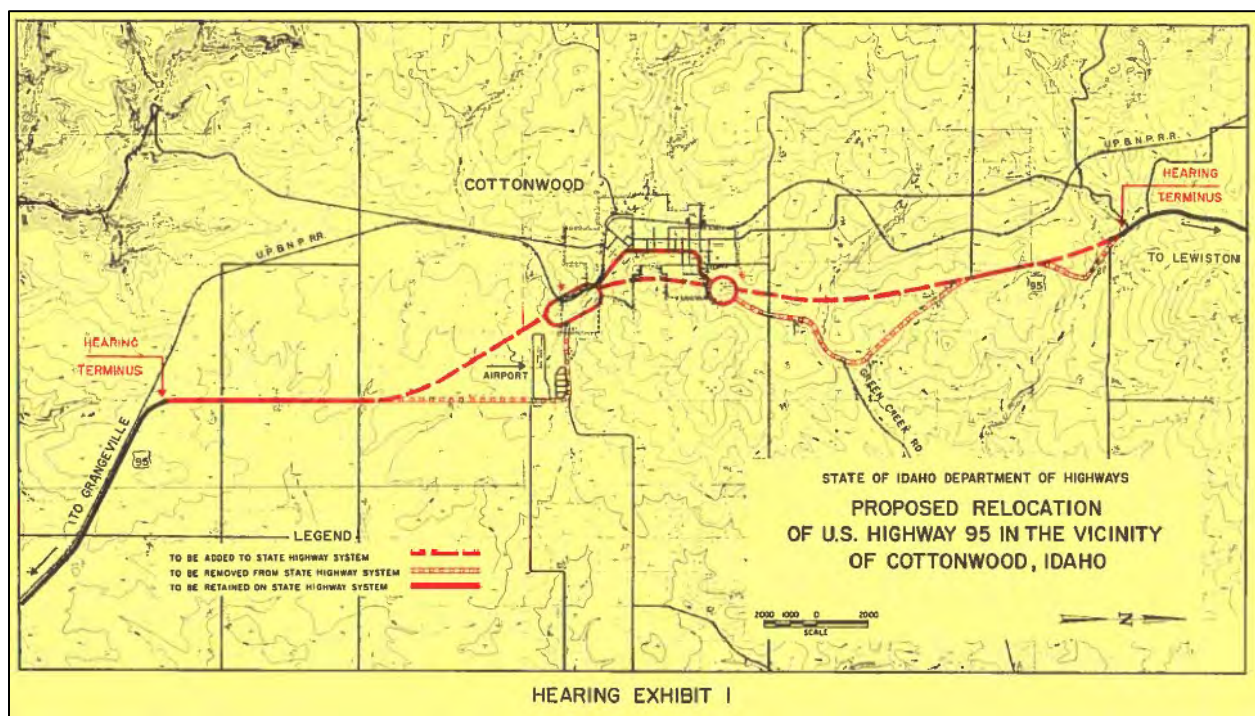 COTTONWOOD
U.P. & N.P. R.R.
HEARING
TERMINUS
TO LEWISTON
95
U.P. & N.P. RR.
HEARING
TERMINUS
AIRPORT
GREEN CREEK RD.
95
TO GRANGEVILLE
LEGEND
TO BE ADDED TO STATE HIGHWAY SYSTEM
TO BE REMOVED FROM STATE HIGHWAY SYSTEM
TO BE RETAINED ON STATE HIGHWAY SYSTEM
STATE OF IDAHO DEPARTMENT OF HIGHWAYS
PROPOSED RELOCATION
OF U.S. HIGHWAY 95 IN THE VICINITY
OF COTTONWOOD, IDAHO
2000 1000 0 2000
SCALE
N
HEARING EXHIBIT I